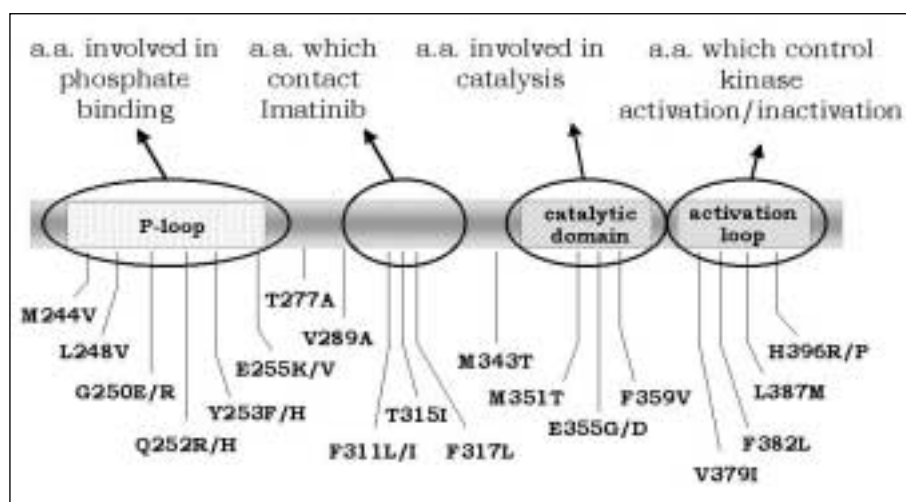 a.a. involved in
phosphate
binding
a.a. which
contact
Imatinib
a.a. involved in
catalysis
a.a. which control
kinase
activation/inactivation
P-loop
catalytic
domain
activation
loop
M244V
L248V
G250E/R
Q252R/H
Y253F/H
E255K/V
T277A
V289A
F311L/I
T315I
F317L
M343T
M351T
E355G/D
F359V
V379I
F382L
L387M
H396R/P